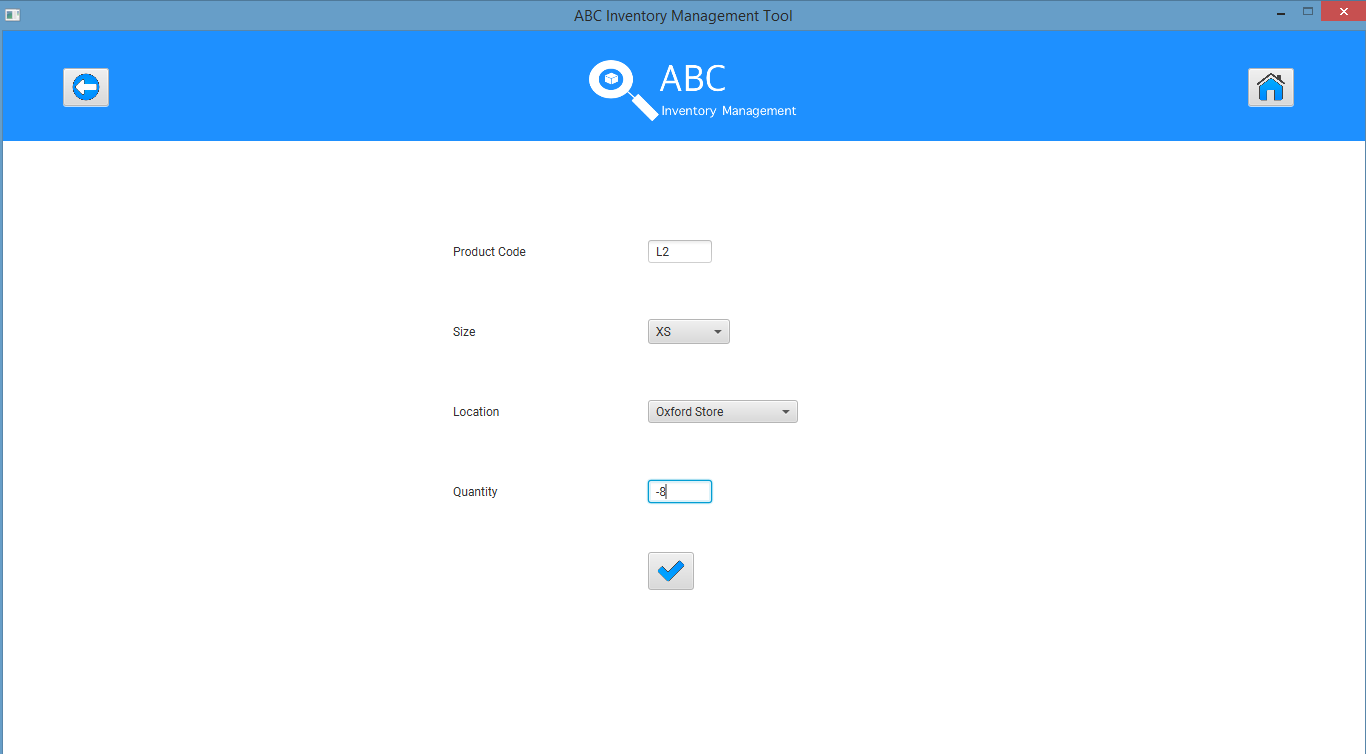 ABC Inventory Management Tool
ABC
Inventory Management
Product Code L2
Size XS
Location Oxford Store
Quantity -8